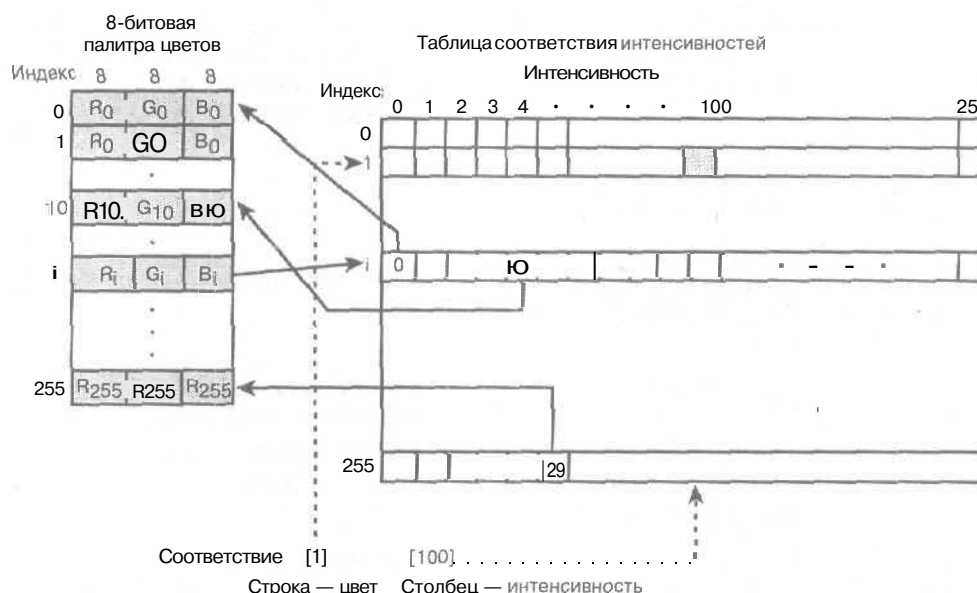 8-битовая
палитра цветов
Индекс 8 8 8
0 R0 G0 B0
1 R0 GO B0
10 R10. G10 ВЮ
i Ri Gi Bi
255 R255 R255 R255
Таблица соответствия интенсивностей
Интенсивность
Индекс 0 1 2 3 4 · · · · 100 25
0
1
i 0 Ю · - - ·
255 29
Соответствие [1] [100]
Строка — цвет Столбец — интенсивность